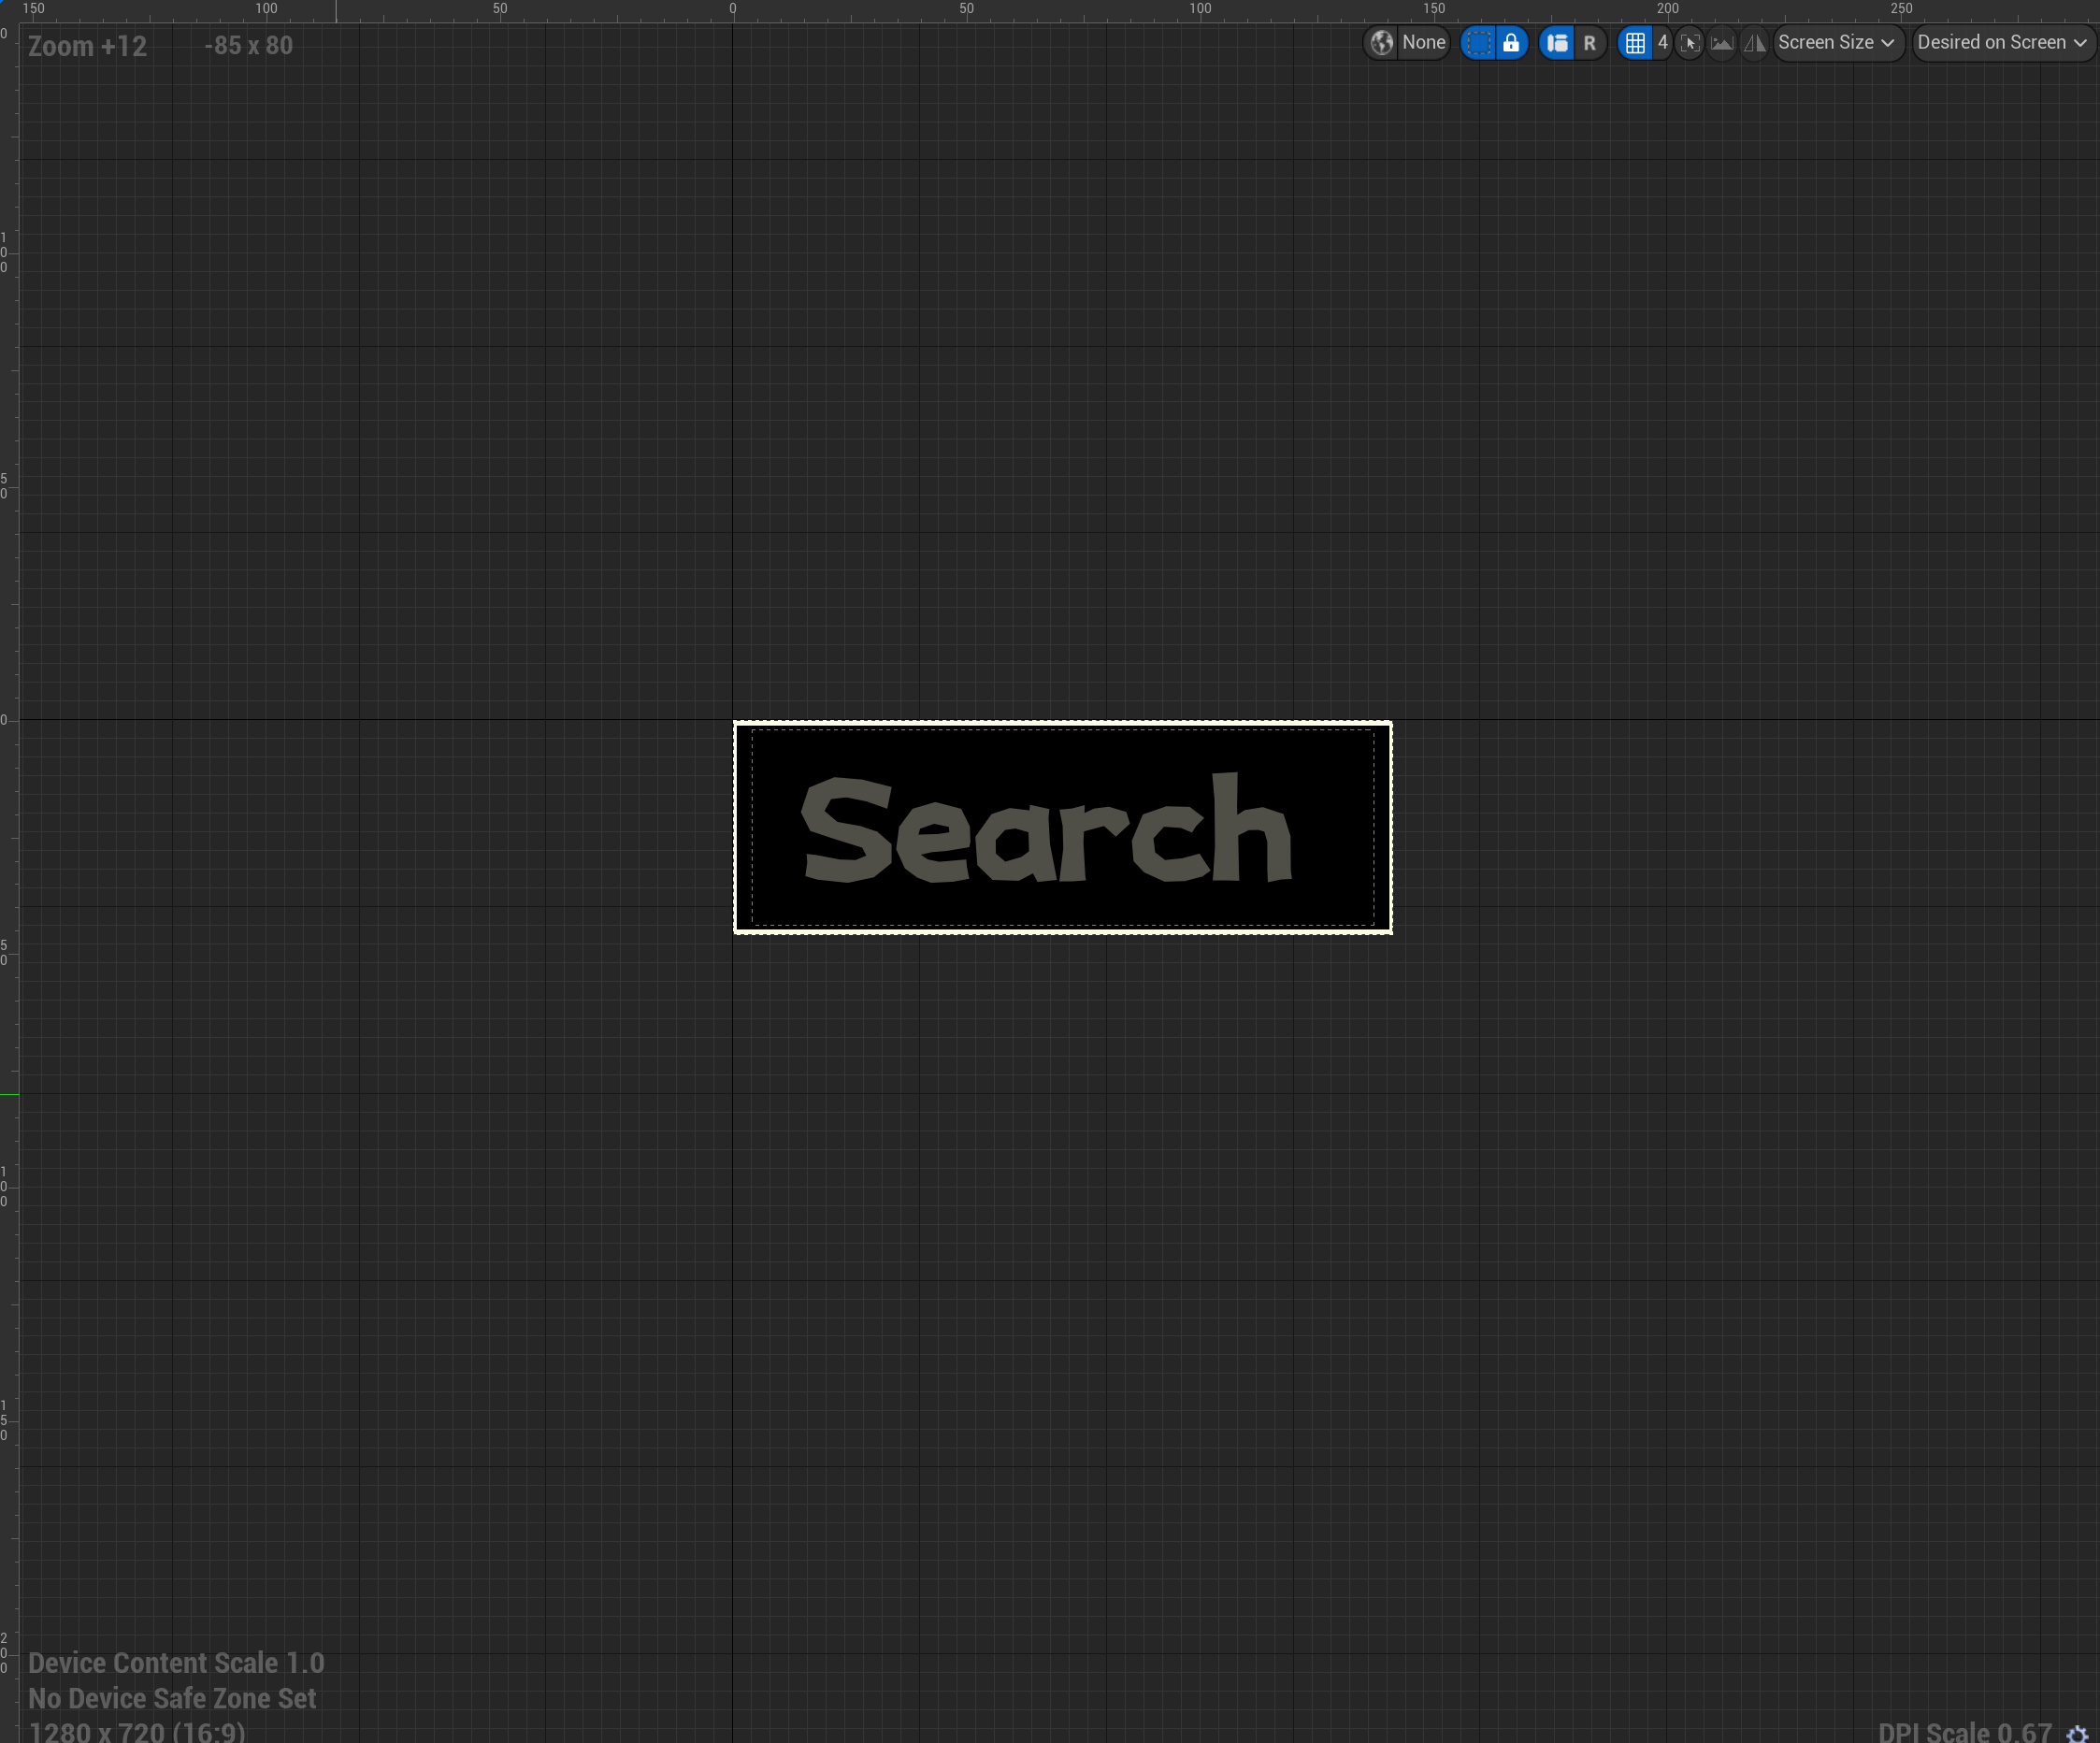 150 100 50 0 50 100 150 200 250
Zoom +12 -85 x 80
None R 4 Screen Size Desired on Screen
0
100
50
0
Search
50
100
150
200
Device Content Scale 1.0
No Device Safe Zone Set
1280 x 720 (16:9)
DPI Scale 0.67